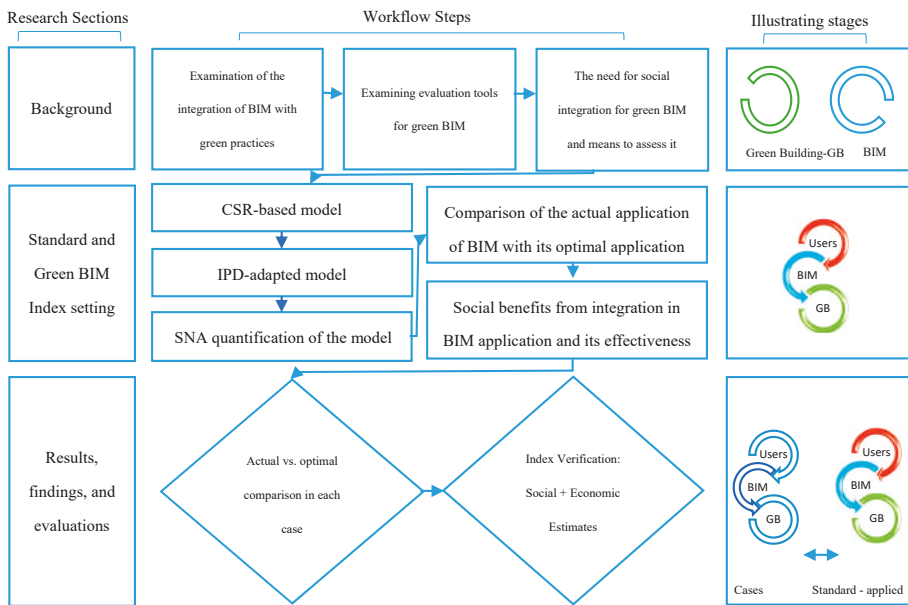 Research Sections
Workflow Steps
Illustrating stages
Background
Examination of the
integration of BIM with
green practices
Examining evaluation tools
for green BIM
The need for social
integration for green BIM
and means to assess it
Green Building-GB
BIM
Standard and
Green BIM
Index setting
CSR-based model
IPD-adapted model
SNA quantification of the model
Comparison of the actual application
of BIM with its optimal application
Social benefits from integration in
BIM application and its effectiveness
Users
BIM
GB
Results,
findings, and
evaluations
Actual vs. optimal
comparison in each
case
Index Verification:
Social + Economic
Estimates
Users
BIM
GB
Users
BIM
GB
Cases
Standard - applied